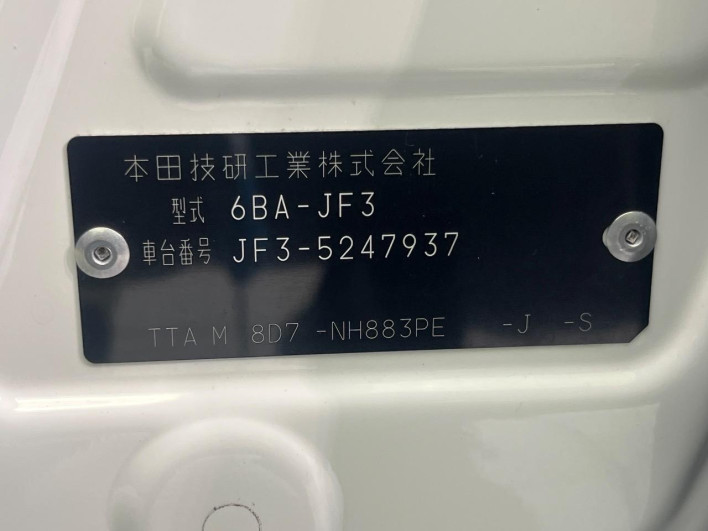 本田技研工業株式会社
型式 6BA-JF3
車台番号 JF3-5247937
TTA M 8D7 -NH883PE -J -S